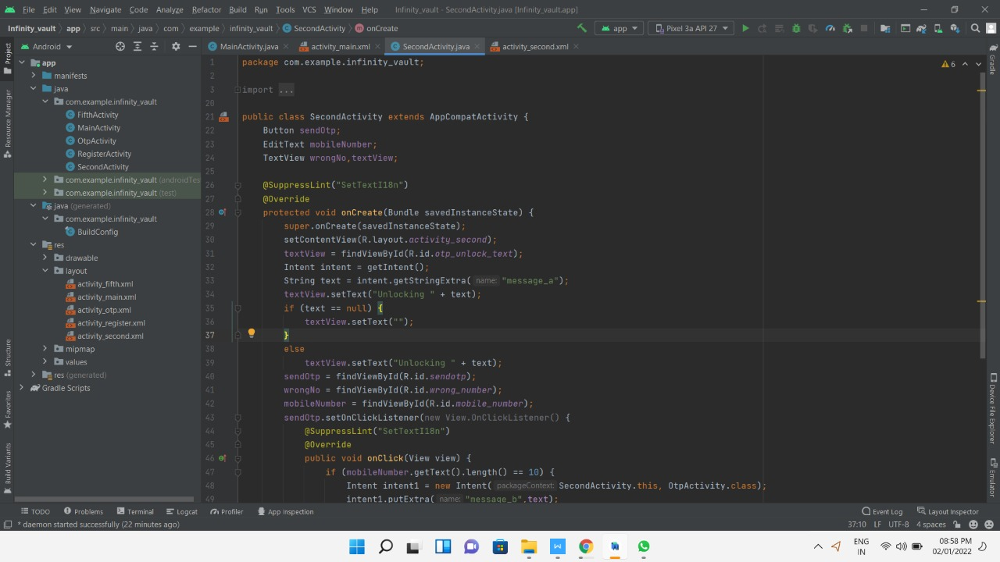 File Edit View Navigate Code Analyze Refactor Build Run Tools VCS Window Help Infinity_vault - SecondActivity.java [Infinity_vault.app]
Infinity_vault app src main java com example infinity_vault SecondActivity onCreate app Pixel 3a API 27
Project
Resource Manager
Structure
Favorites
Build Variants
Android
app
manifests
java
com.example.infinity_vault
FifthActivity
MainActivity
OtpActivity
RegisterActivity
SecondActivity
com.example.infinity_vault (androidTes
com.example.infinity_vault (test)
java (generated)
com.example.infinity_vault
BuildConfig
res
drawable
layout
activity_fifth.xml
activity_main.xml
activity_otp.xml
activity_register.xml
activity_second.xml
mipmap
values
res (generated)
Gradle Scripts
MainActivity.java activity_main.xml SecondActivity.java activity_second.xml
6
1 package com.example.infinity_vault;
2
3 import ...
20
21 public class SecondActivity extends AppCompatActivity {
22 Button sendOtp;
23 EditText mobileNumber;
24 TextView wrongNo,textView;
25
26 @SuppressLint("SetTextI18n")
27 @Override
28 protected void onCreate(Bundle savedInstanceState) {
29 super.onCreate(savedInstanceState);
30 setContentView(R.layout.activity_second);
31 textView = findViewById(R.id.otp_unlock_text);
32 Intent intent = getIntent();
33 String text = intent.getStringExtra( name: "message_a");
34 textView.setText("Unlocking " + text);
35 if (text == null) {
36 textView.setText("");
37 }
38 else
39 textView.setText("Unlocking " + text);
40 sendOtp = findViewById(R.id.sendotp);
41 wrongNo = findViewById(R.id.wrong_number);
42 mobileNumber = findViewById(R.id.mobile_number);
43 sendOtp.setOnClickListener(new View.OnClickListener() {
44 @SuppressLint("SetTextI18n")
45 @Override
46 public void onClick(View view) {
47 if (mobileNumber.getText().length() == 10) {
48 Intent intent1 = new Intent( packageContext: SecondActivity.this, OtpActivity.class);
49 intent1.putExtra( name: "message_b",text);
Gradle
Device File Explorer
Emulator
TODO Problems Terminal Logcat Profiler App Inspection Event Log Layout Inspector
* daemon started successfully (22 minutes ago) 37:10 LF UTF-8 4 spaces
ENG
IN
08:58 PM
02/01/2022